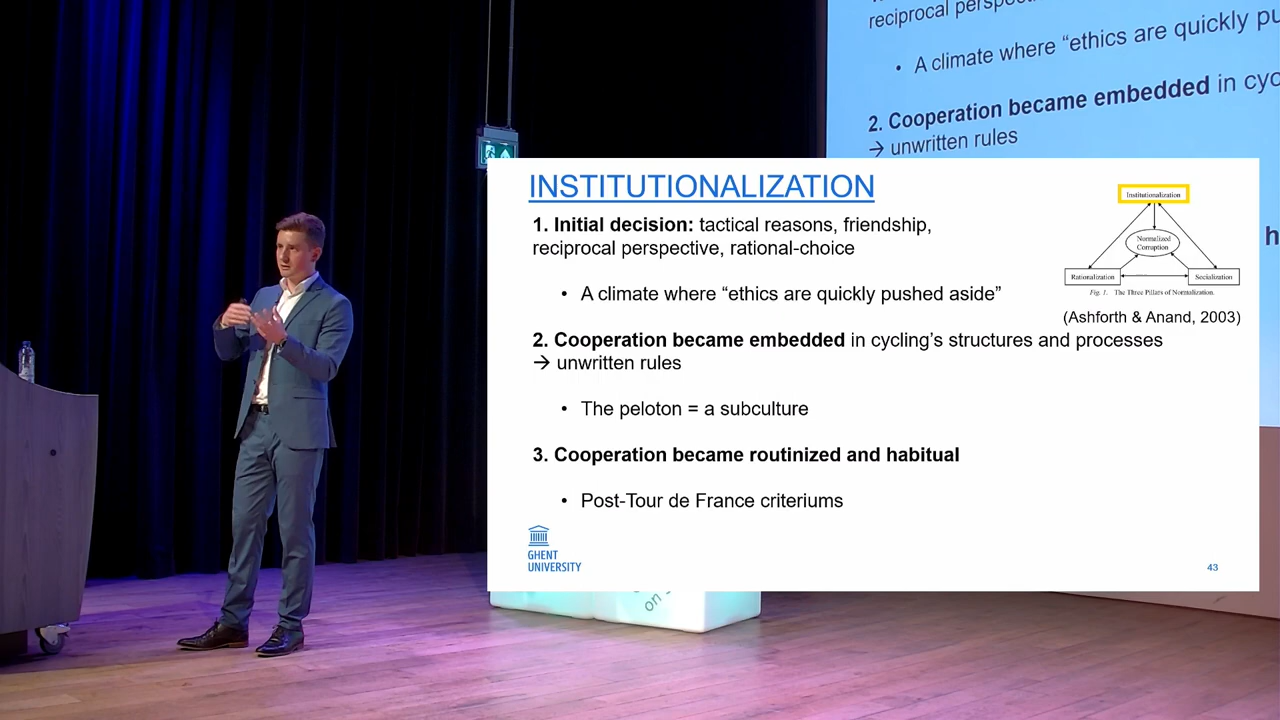 reciprocal perspecti
• A climate where “ethics are quickly pu
2. Cooperation became embedded in cyc
→ unwritten rules
h
INSTITUTIONALIZATION
1. Initial decision: tactical reasons, friendship,
reciprocal perspective, rational-choice
• A climate where “ethics are quickly pushed aside”
2. Cooperation became embedded in cycling’s structures and processes
→ unwritten rules
• The peloton = a subculture
3. Cooperation became routinized and habitual
• Post-Tour de France criteriums
Institutionalization
Normalized
Corruption
Rationalization
Socialization
Fig. 1. The Three Pillars of Normalization.
(Ashforth & Anand, 2003)
GHENT
UNIVERSITY
43
on